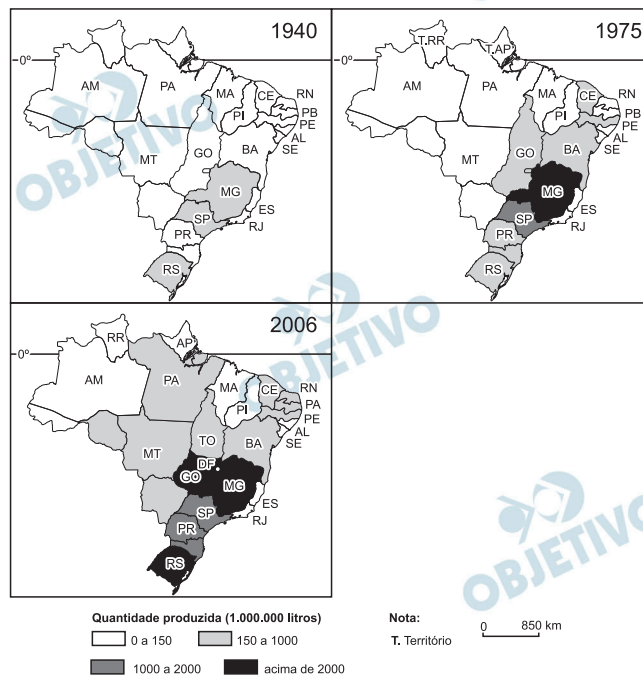 1940
0º
AM
PA
MA
CE
PI
MT
GO
BA
MG
SP
PR
RS
RN
PB
PE
AL
SE
ES
RJ
1975
0º
T.RR
T.AP
AM
PA
MA
CE
PI
MT
GO
BA
MG
SP
PR
RS
RN
PB
PE
AL
SE
ES
RJ
2006
0º
RR
AP
AM
PA
MA
CE
PI
MT
TO
BA
DF
GO
MG
SP
PR
RS
RN
PA
PE
AL
SE
ES
RJ
OBJETIVO
OBJETIVO
OBJETIVO
OBJETIVO
Quantidade produzida (1.000.000 litros)
0 a 150
150 a 1000
1000 a 2000
acima de 2000
Nota:
T. Território
0 850 km